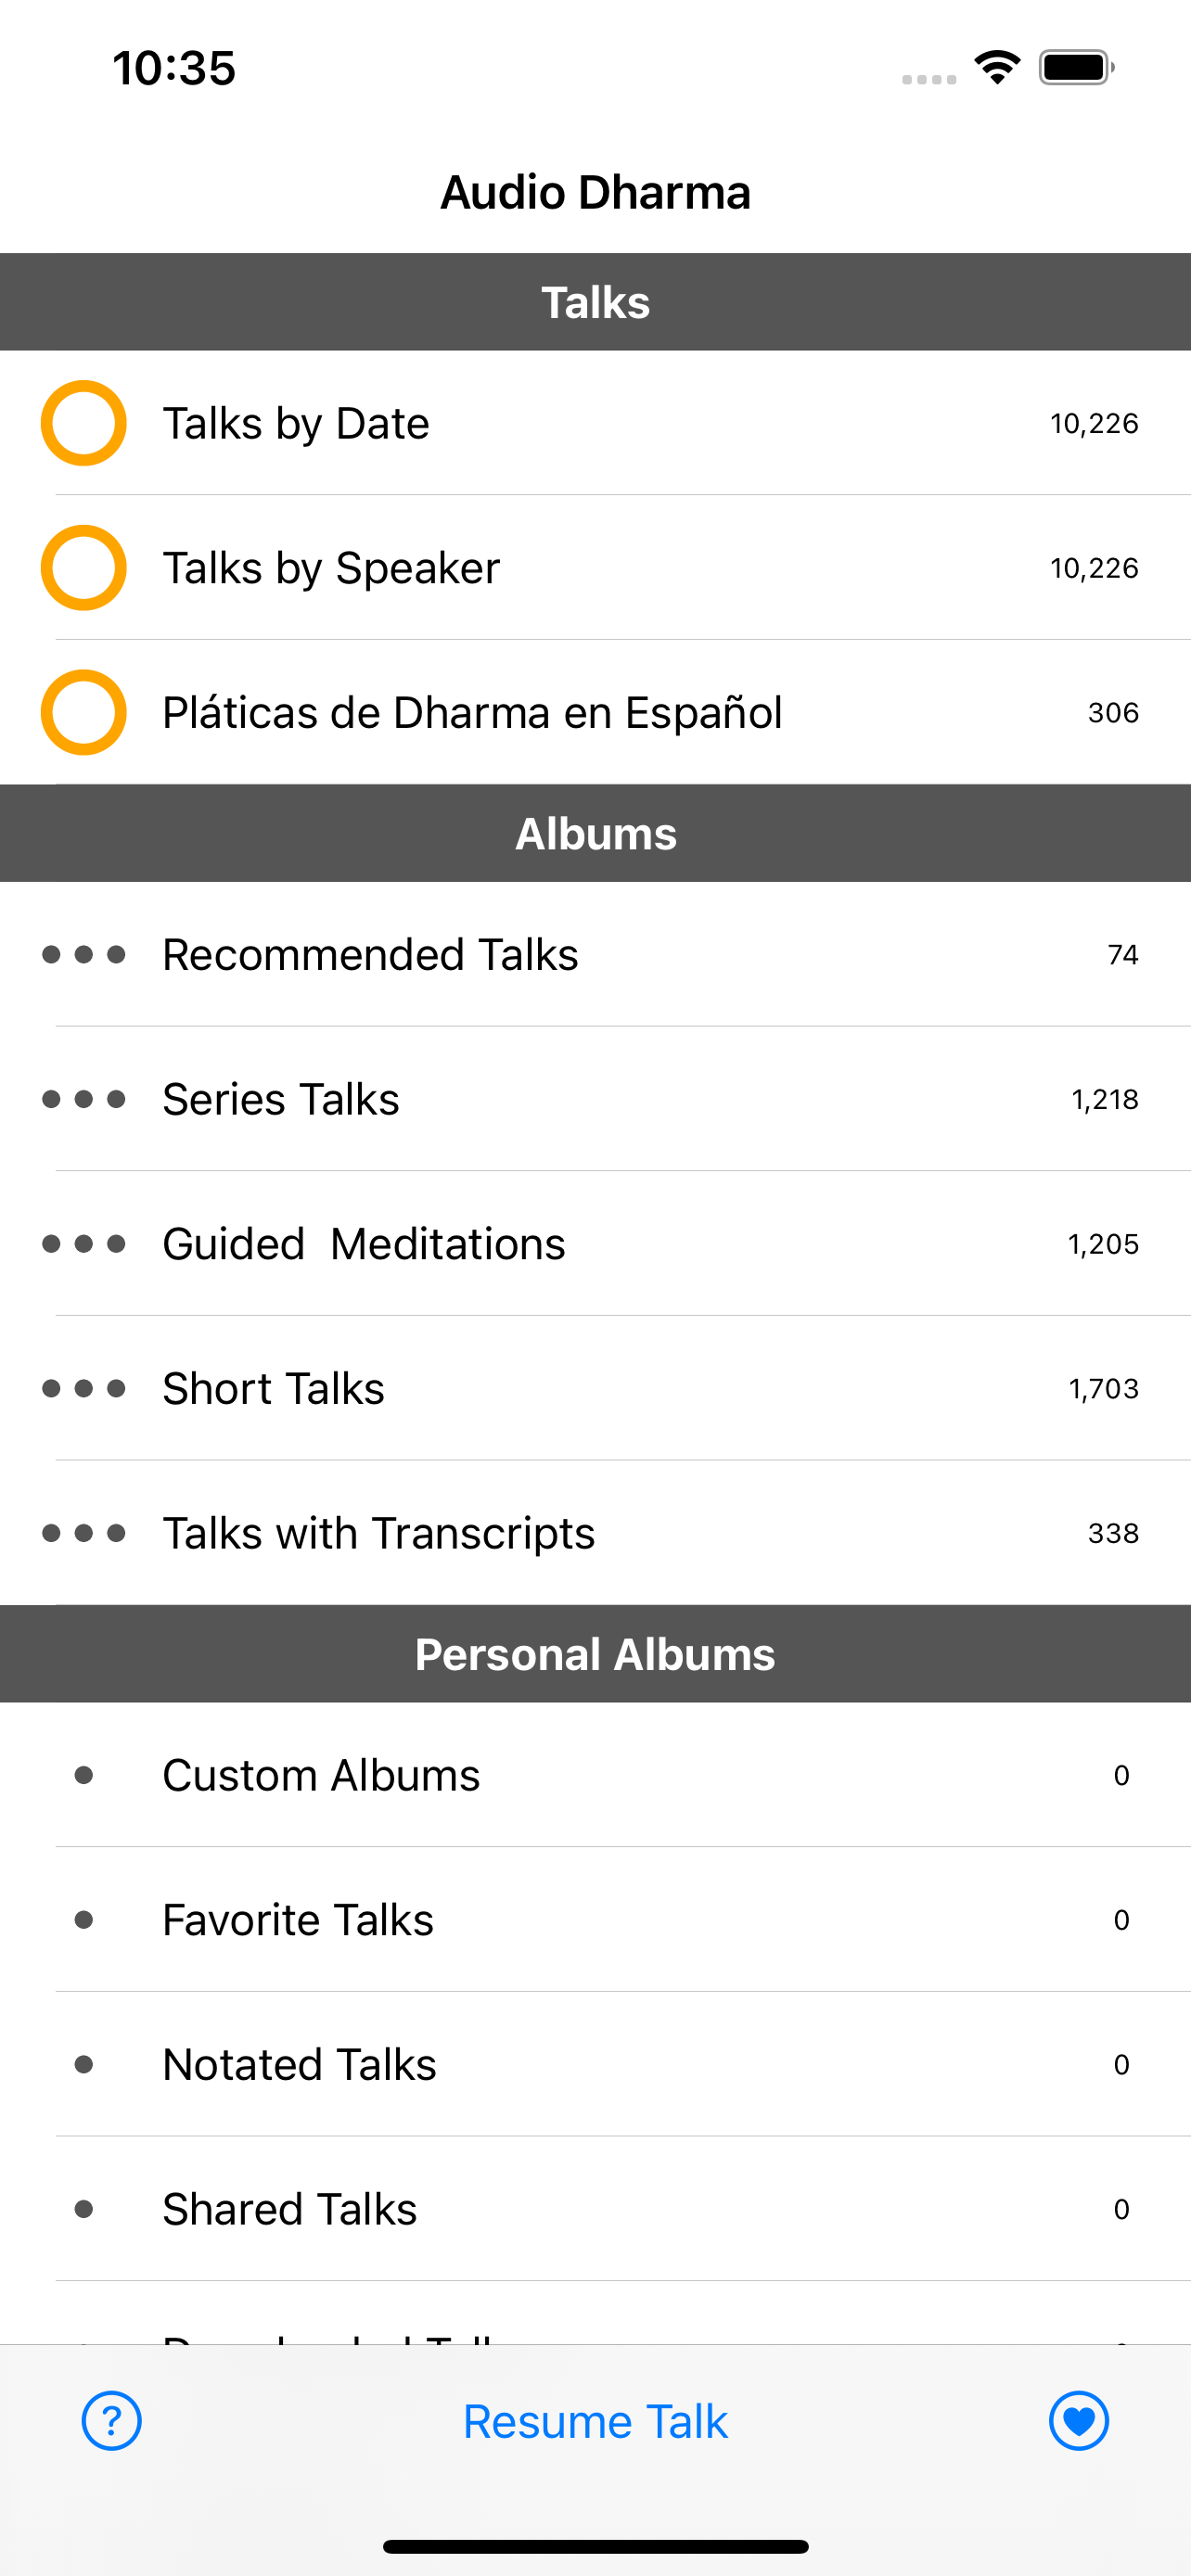 10:35
Audio Dharma
Talks
Talks by Date 10,226
Talks by Speaker 10,226
Pláticas de Dharma en Español 306
Albums
Recommended Talks 74
Series Talks 1,218
Guided  Meditations 1,205
Short Talks 1,703
Talks with Transcripts 338
Personal Albums
Custom Albums 0
Favorite Talks 0
Notated Talks 0
Shared Talks 0
? Resume Talk